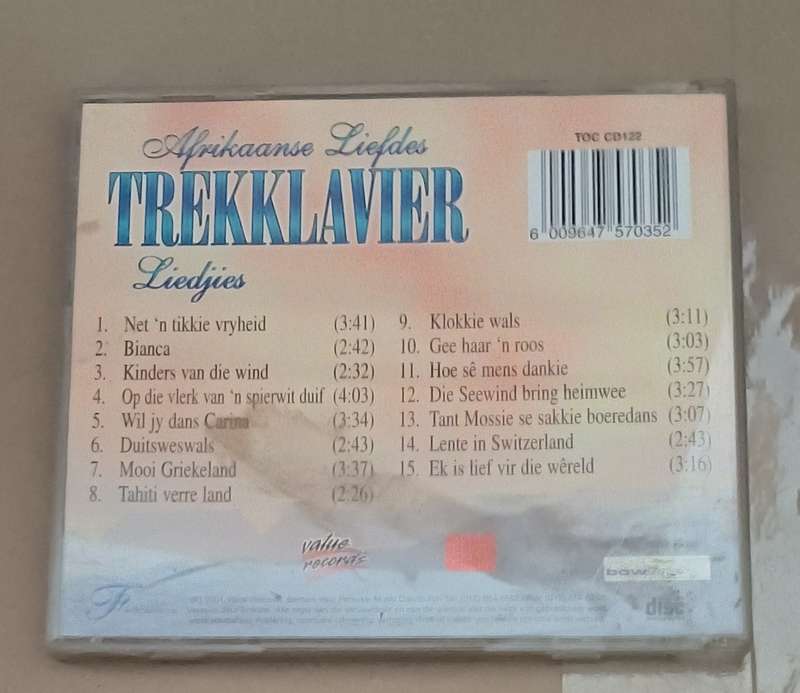 Afrikaanse Liefdes
TREKKLAVIER
Liedjies
TOC CD122
6 009647 570352
1. Net 'n tikkie vryheid (3:41)
2. Bianca (2:42)
3. Kinders van die wind (2:32)
4. Op die vlerk van 'n spierwit duif (4:03)
5. Wil jy dans Carina (3:34)
6. Duitsweswals (2:43)
7. Mooi Griekeland (3:37)
8. Tahiti verre land (2:26)
9. Klokkie wals (3:11)
10. Gee haar 'n roos (3:03)
11. Hoe sê mens dankie (3:57)
12. Die Seewind bring heimwee (3:27)
13. Tant Mossie se sakkie boeredans (3:07)
14. Lente in Switzerland (2:43)
15. Ek is lief vir die wêreld (3:16)
value
records
disc